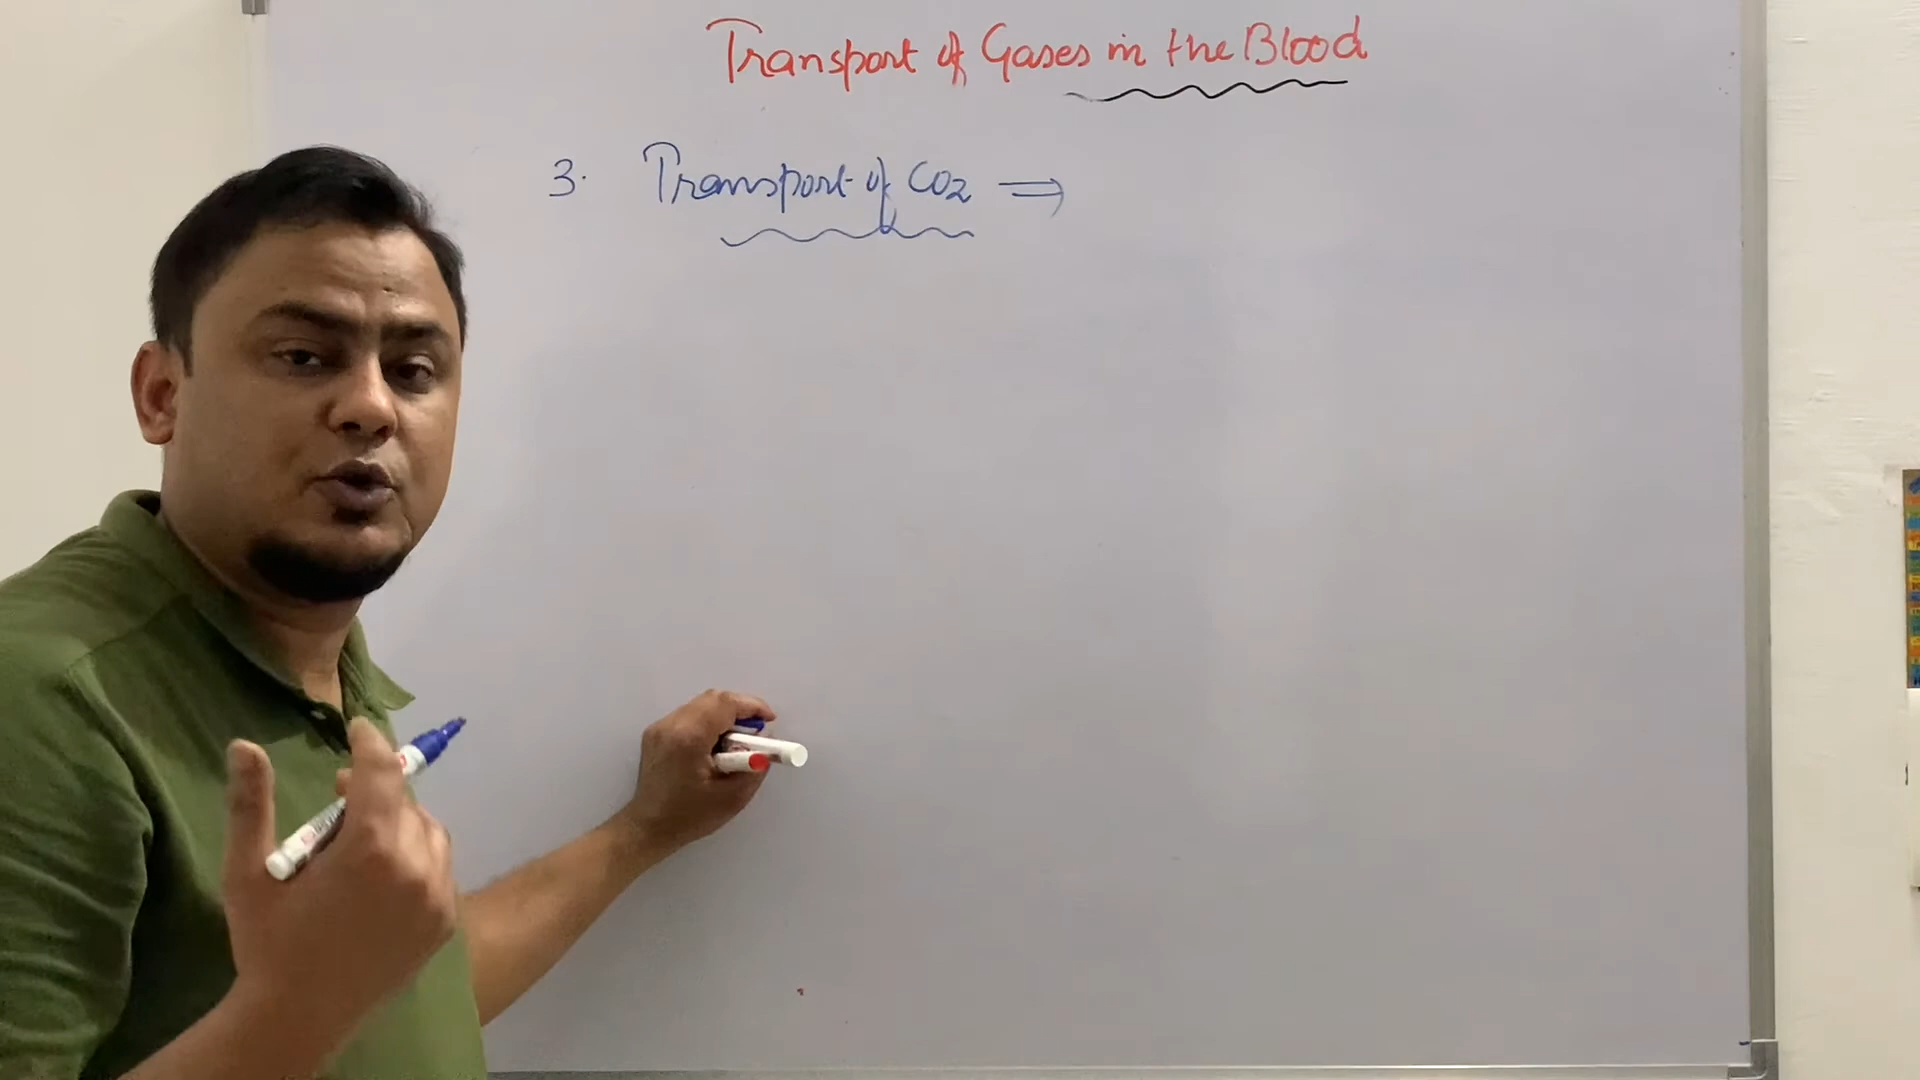 Transport of Gases in the Blood
3. Transport of CO2 ⇒